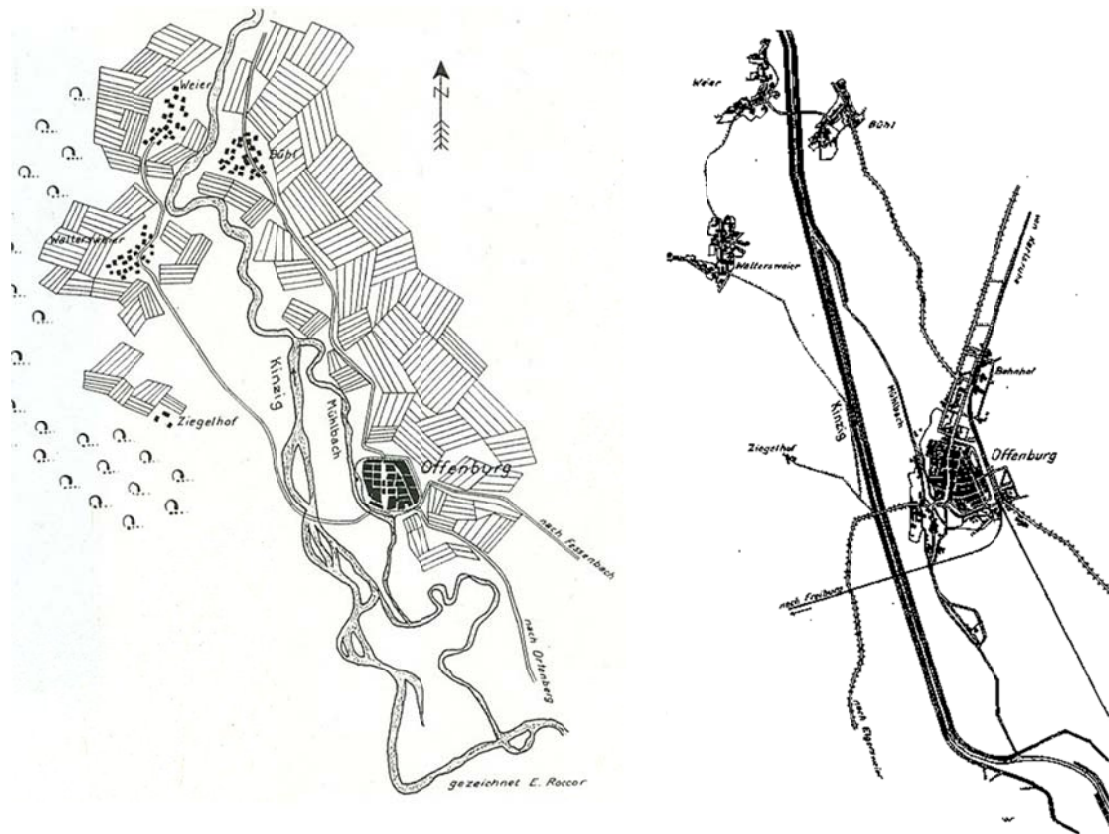 Weier
N
Bühl
Waltersweier
Kinzig
Mühlbach
Ziegelhof
Offenburg
nach Fessenbach
nach Ortenberg
gezeichnet E. Roccor
Weier
Bühl
Waltersweier
Bahnhof
Mühlbach
Kinzig
Ziegelhof
Offenburg
nach Freiburg
nach